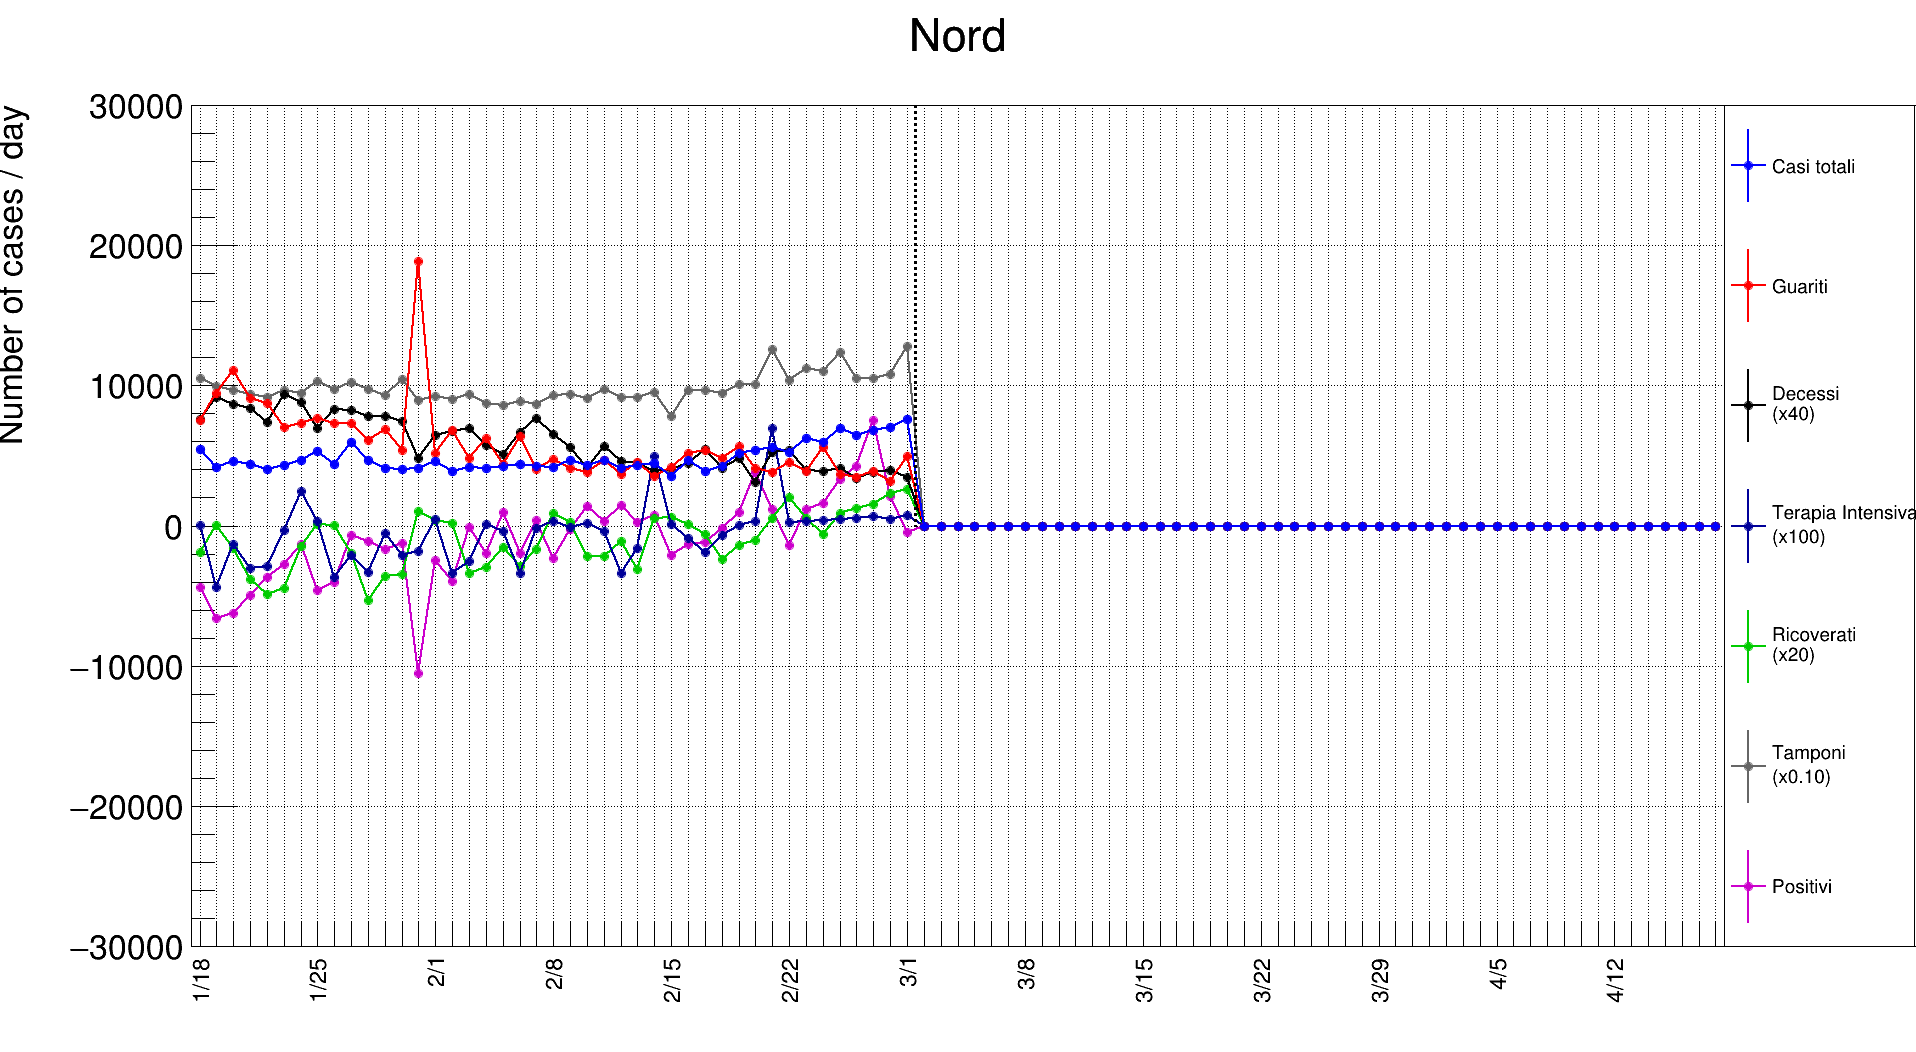 Nord
Number of cases / day
30000
20000
10000
0
−10000
−20000
−30000
1/18
1/25
2/1
2/8
2/15
2/22
3/1
3/8
3/15
3/22
3/29
4/5
4/12
Casi totali
Guariti
Decessi
(x40)
Terapia Intensiva
(x100)
Ricoverati
(x20)
Tamponi
(x0.10)
Positivi